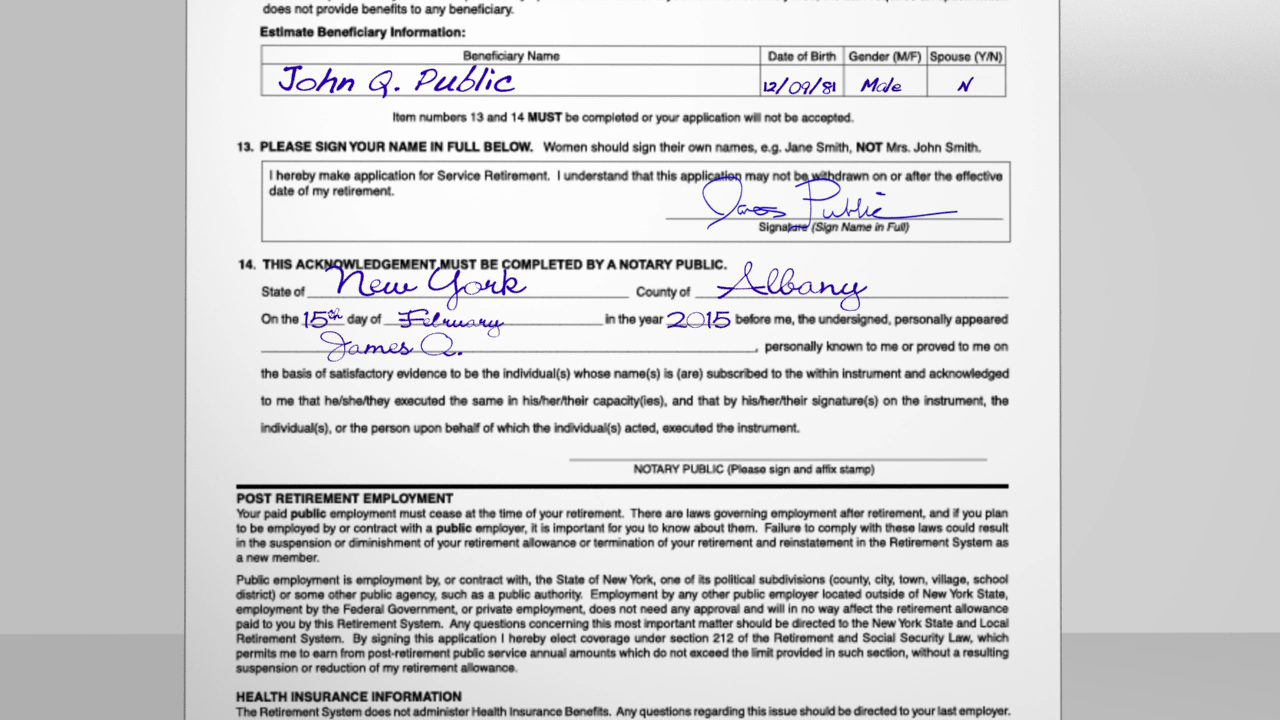 does not provide benefits to any beneficiary.
Estimate Beneficiary Information:
Beneficiary Name Date of Birth Gender (M/F) Spouse (Y/N)
John Q. Public 12/09/81 Male N
Item numbers 13 and 14 MUST be completed or your application will not be accepted.
13. PLEASE SIGN YOUR NAME IN FULL BELOW. Women should sign their own names, e.g. Jane Smith, NOT Mrs. John Smith.
I hereby make application for Service Retirement. I understand that this application may not be withdrawn on or after the effective
date of my retirement.
James Public
Signature (Sign Name in Full)
14. THIS ACKNOWLEDGEMENT MUST BE COMPLETED BY A NOTARY PUBLIC.
State of New York County of Albany
On the 15th day of February in the year 2015 before me, the undersigned, personally appeared
James Q. , personally known to me or proved to me on
the basis of satisfactory evidence to be the individual(s) whose name(s) is (are) subscribed to the within instrument and acknowledged
to me that he/she/they executed the same in his/her/their capacity(ies), and that by his/her/their signature(s) on the instrument, the
individual(s), or the person upon behalf of which the individual(s) acted, executed the instrument.
NOTARY PUBLIC (Please sign and affix stamp)
POST RETIREMENT EMPLOYMENT
Your paid public employment must cease at the time of your retirement. There are laws governing employment after retirement, and if you plan
to be employed by or contract with a public employer, it is important for you to know about them. Failure to comply with these laws could result
in the suspension or diminishment of your retirement allowance or termination of your retirement and reinstatement in the Retirement System as
a new member.
Public employment is employment by, or contract with, the State of New York, one of its political subdivisions (county, city, town, village, school
district) or some other public agency, such as a public authority. Employment by any other public employer located outside of New York State,
employment by the Federal Government, or private employment, does not need any approval and will in no way affect the retirement allowance
paid to you by this Retirement System. Any questions concerning this most important matter should be directed to the New York State and Local
Retirement System. By signing this application I hereby elect coverage under section 212 of the Retirement and Social Security Law, which
permits me to earn from post-retirement public service annual amounts which do not exceed the limit provided in such section, without a resulting
suspension or reduction of my retirement allowance.
HEALTH INSURANCE INFORMATION
The Retirement System does not administer Health Insurance Benefits. Any questions regarding this issue should be directed to your last employer.